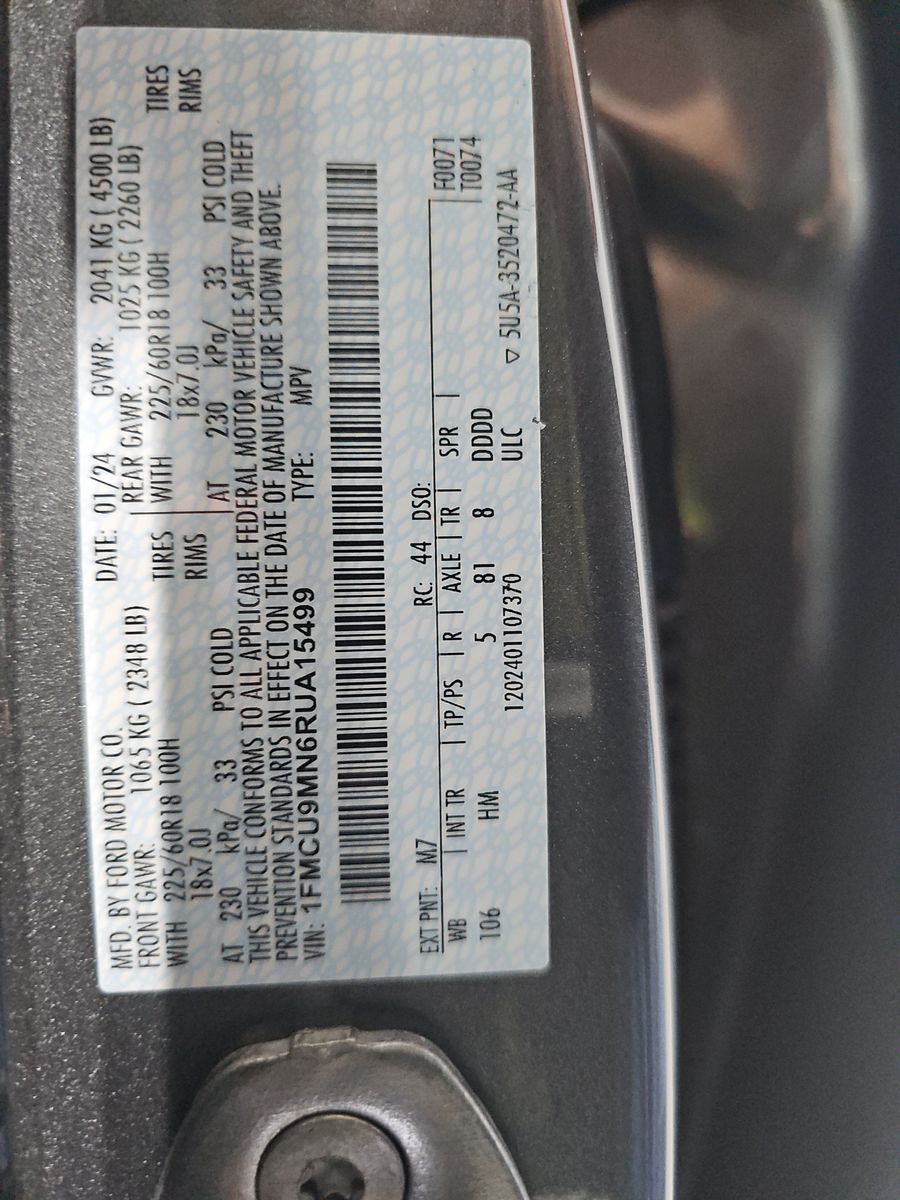 MFD. BY FORD MOTOR CO. DATE: 01/24 GVWR: 2041 KG ( 4500 LB)
FRONT GAWR: 1065 KG ( 2348 LB) REAR GAWR: 1025 KG ( 2260 LB)
WITH 225/60R18 100H TIRES WITH 225/60R18 100H TIRES
18x7.0J RIMS 18x7.0J RIMS
AT 230 kPa/ 33 PSI COLD AT 230 kPa/ 33 PSI COLD
THIS VEHICLE CONFORMS TO ALL APPLICABLE FEDERAL MOTOR VEHICLE SAFETY AND THEFT
PREVENTION STANDARDS IN EFFECT ON THE DATE OF MANUFACTURE SHOWN ABOVE.
VIN: 1FMCU9MN6RUA15499 TYPE: MPV
EXT PNT: M7 RC: 44 DSO: F0071
WB INT TR TP/PS R AXLE TR SPR T0074
106 HM 5 81 8 DDDD
1202401107370 ULC ▽ 5U5A-3520472-AA